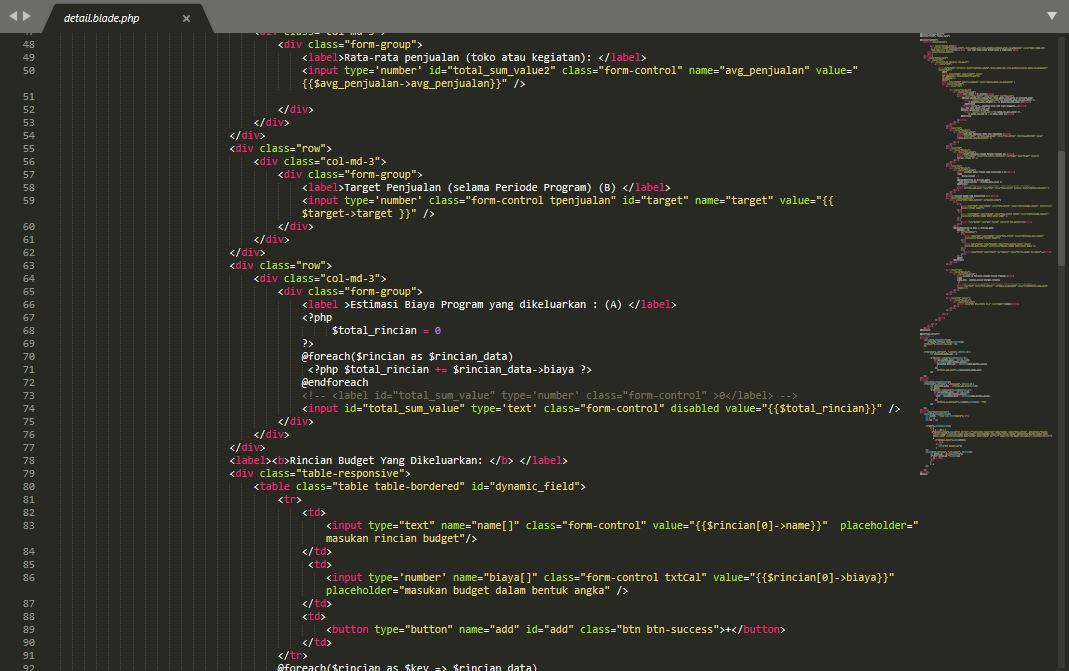 detail.blade.php ×
47 <div class="col-md-3">
48 <div class="form-group">
49 <label>Rata-rata penjualan (toko atau kegiatan): </label>
50 <input type='number' id="total_sum_value2" class="form-control" name="avg_penjualan" value="
{{$avg_penjualan->avg_penjualan}}" />
51
52 </div>
53 </div>
54 </div>
55 <div class="row">
56 <div class="col-md-3">
57 <div class="form-group">
58 <label>Target Penjualan (selama Periode Program) (B) </label>
59 <input type='number' class="form-control tpenjualan" id="target" name="target" value="{{
$target->target }}" />
60 </div>
61 </div>
62 </div>
63 <div class="row">
64 <div class="col-md-3">
65 <div class="form-group">
66 <label >Estimasi Biaya Program yang dikeluarkan : (A) </label>
67 <?php
68 $total_rincian = 0
69 ?>
70 @foreach($rincian as $rincian_data)
71 <?php $total_rincian += $rincian_data->biaya ?>
72 @endforeach
73 <!-- <label id="total_sum_value" type='number' class="form-control" >0</label> -->
74 <input id="total_sum_value" type='text' class="form-control" disabled value="{{$total_rincian}}" />
75 </div>
76 </div>
77 </div>
78 <label><b>Rincian Budget Yang Dikeluarkan: </b> </label>
79 <div class="table-responsive">
80 <table class="table table-bordered" id="dynamic_field">
81 <tr>
82 <td>
83 <input type="text" name="name[]" class="form-control" value="{{$rincian[0]->name}}"  placeholder="
masukan rincian budget"/>
84 </td>
85 <td>
86 <input type='number' name="biaya[]" class="form-control txtCal" value="{{$rincian[0]->biaya}}"
placeholder="masukan budget dalam bentuk angka" />
87 </td>
88 <td>
89 <button type="button" name="add" id="add" class="btn btn-success">+</button>
90 </td>
91 </tr>
92 @foreach($rincian as $key => $rincian_data)